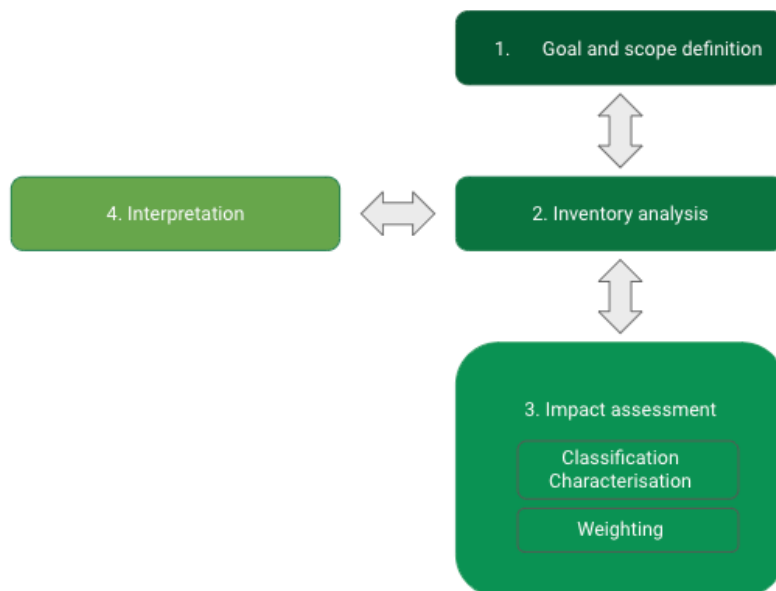 1. Goal and scope definition
4. Interpretation
2. Inventory analysis
3. Impact assessment
Classification
Characterisation
Weighting